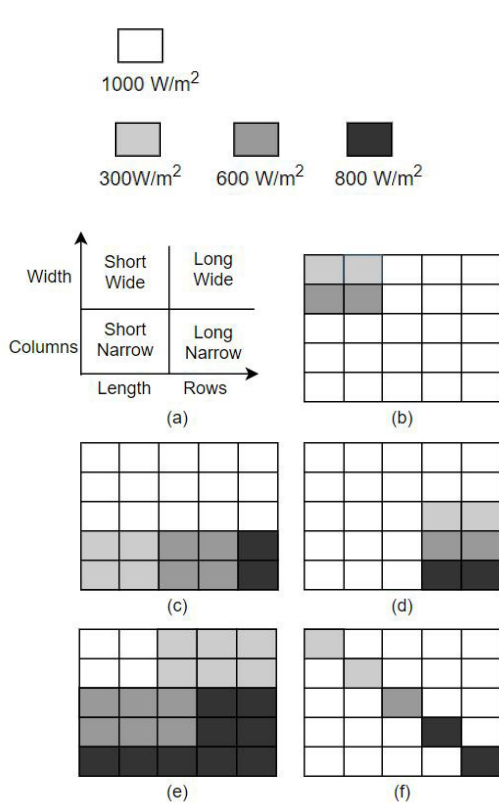 1000 W/m²
300W/m² 600 W/m² 800 W/m²
Width
Short Wide
Long Wide
Columns
Short Narrow
Long Narrow
Length Rows
(a)
(b)
(c)
(d)
(e)
(f)